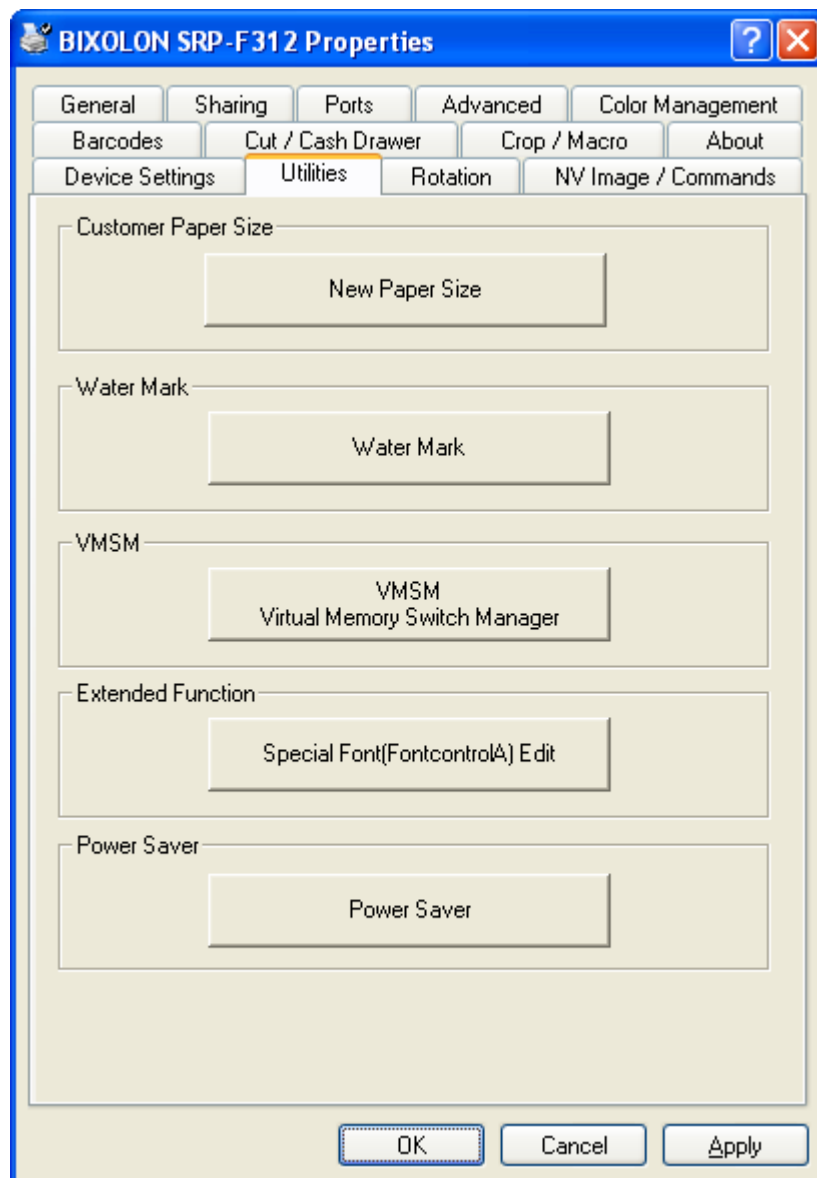 BIXOLON SRP-F312 Properties
General Sharing Ports Advanced Color Management
Barcodes Cut / Cash Drawer Crop / Macro About
Device Settings Utilities Rotation NV Image / Commands
Customer Paper Size
New Paper Size
Water Mark
Water Mark
VMSM
VMSM
Virtual Memory Switch Manager
Extended Function
Special Font(FontcontrolA) Edit
Power Saver
Power Saver
OK Cancel Apply